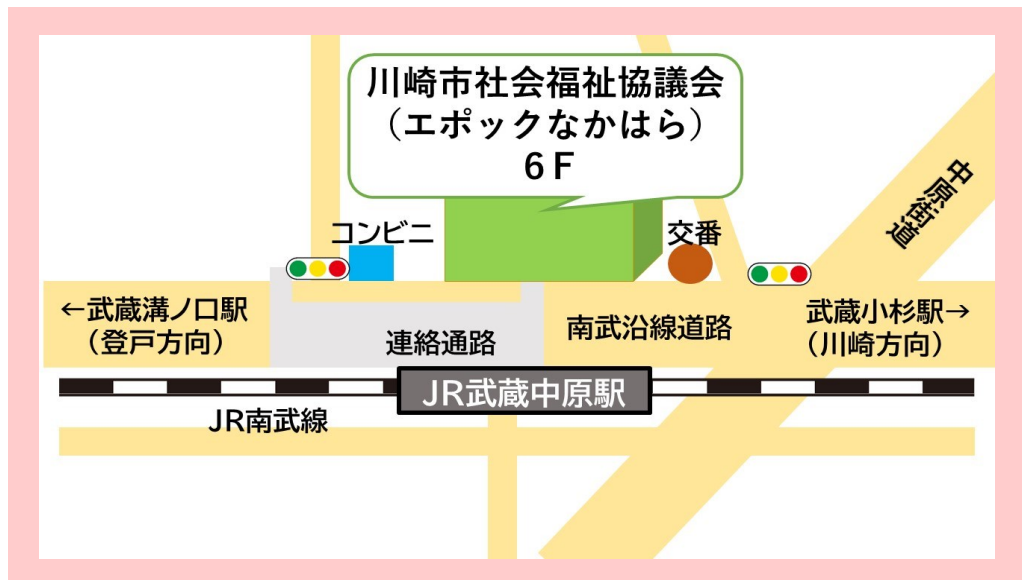 川崎市社会福祉協議会
（エポックなかはら）
６Ｆ
中原街道
コンビニ
交番
←武蔵溝ノ口駅
（登戸方向）
連絡通路
南武沿線道路
武蔵小杉駅→
（川崎方向）
JR武蔵中原駅
JR南武線